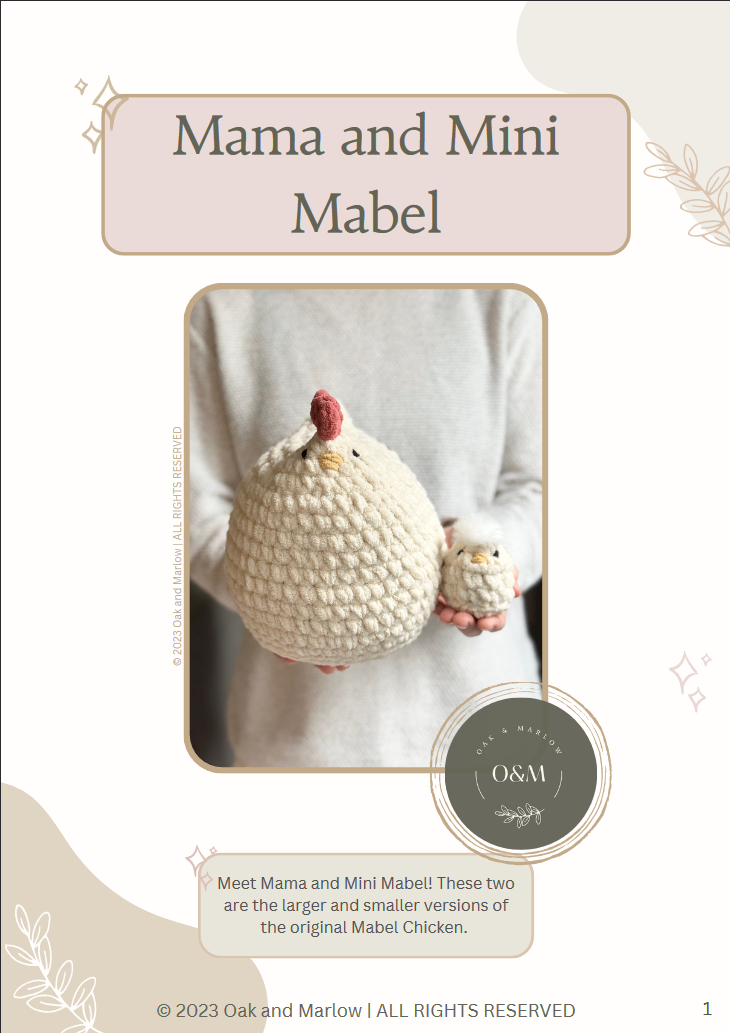 Mama and Mini
Mabel
© 2023 Oak and Marlow | ALL RIGHTS RESERVED
OAK & MARLOW
O&M
Meet Mama and Mini Mabel! These two
are the larger and smaller versions of
the original Mabel Chicken.
© 2023 Oak and Marlow | ALL RIGHTS RESERVED
1